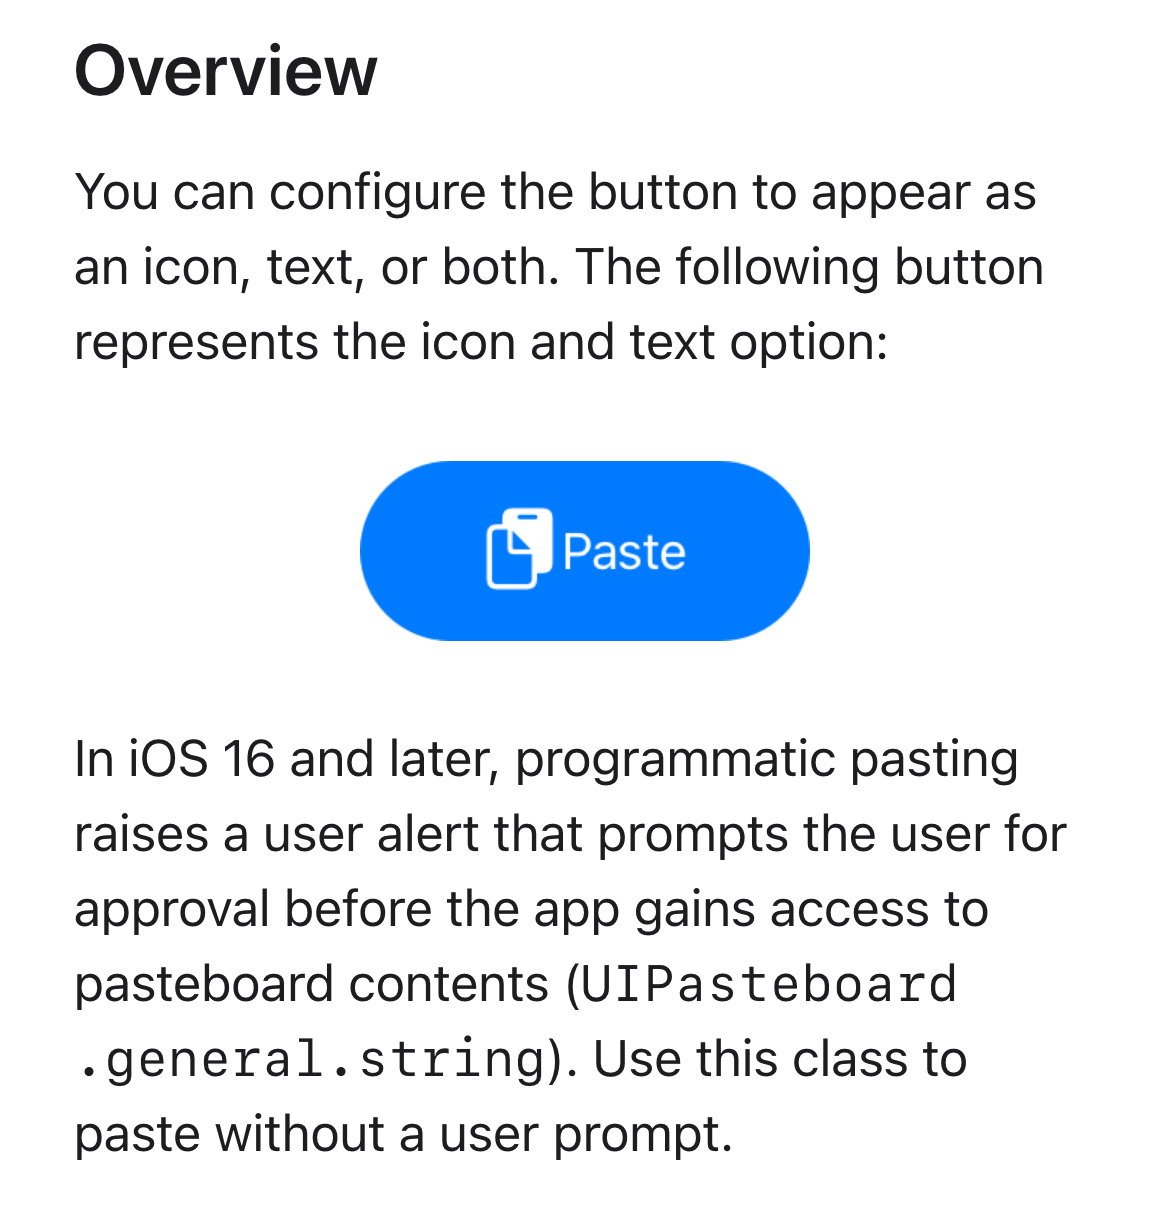 Overview
You can configure the button to appear as
an icon, text, or both. The following button
represents the icon and text option:
Paste
In iOS 16 and later, programmatic pasting
raises a user alert that prompts the user for
approval before the app gains access to
pasteboard contents (UIPasteboard
.general.string). Use this class to
paste without a user prompt.